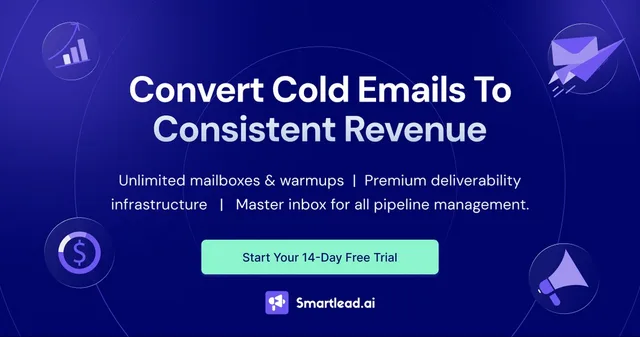 Convert Cold Emails To
Consistent Revenue
Unlimited mailboxes & warmups | Premium deliverability
infrastructure | Master inbox for all pipeline management.
Start Your 14-Day Free Trial
Smartlead.ai